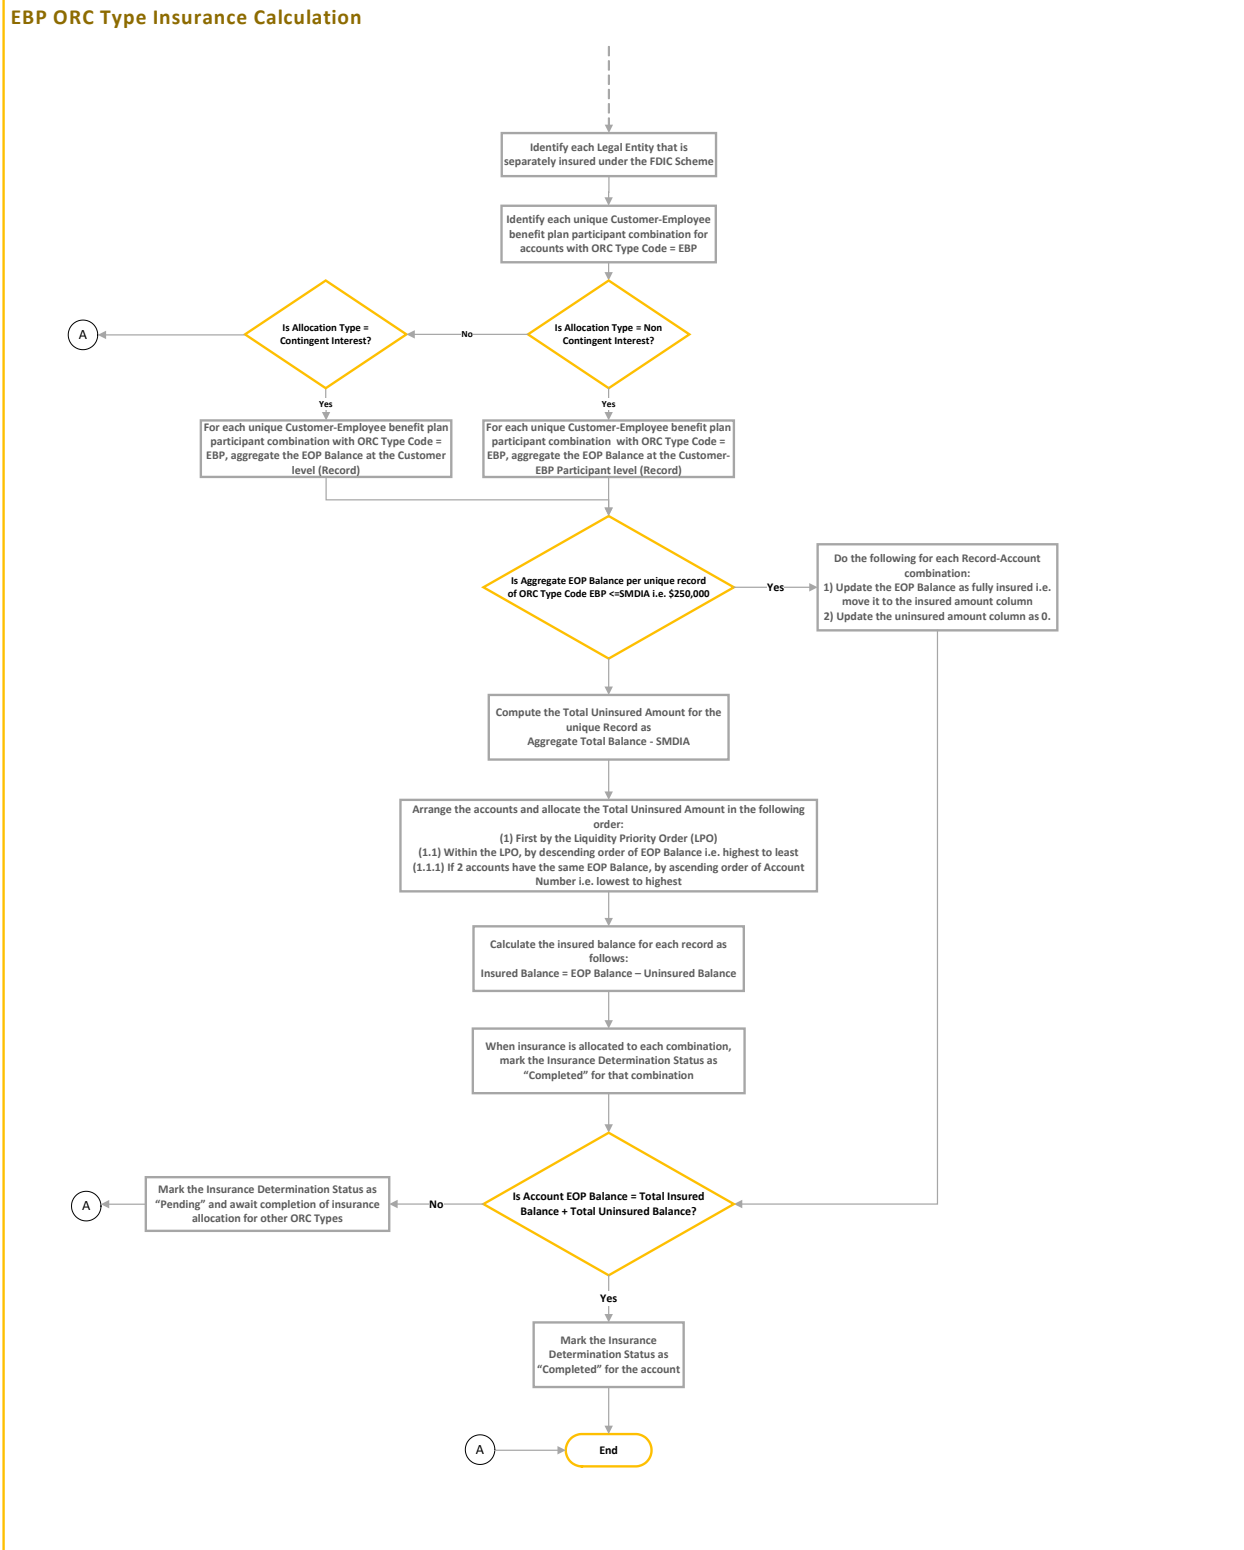 EBP ORC Type Insurance Calculation
Identify each Legal Entity that is
separately insured under the FDIC Scheme
Identify each unique Customer-Employee
benefit plan participant combination for
accounts with ORC Type Code = EBP
A
Is Allocation Type =
Contingent Interest?
No
Is Allocation Type = Non
Contingent Interest?
Yes
Yes
For each unique Customer-Employee benefit plan
participant combination with ORC Type Code =
EBP, aggregate the EOP Balance at the Customer
level (Record)
For each unique Customer-Employee benefit plan
participant combination  with ORC Type Code =
EBP, aggregate the EOP Balance at the Customer-
EBP Participant level (Record)
Is Aggregate EOP Balance per unique record
of ORC Type Code EBP <=SMDIA i.e. $250,000
Yes
Do the following for each Record-Account
combination:
1) Update the EOP Balance as fully insured i.e.
move it to the insured amount column
2) Update the uninsured amount column as 0.
Compute the Total Uninsured Amount for the
unique Record as
Aggregate Total Balance - SMDIA
Arrange the accounts and allocate the Total Uninsured Amount in the following
order:
(1) First by the Liquidity Priority Order (LPO)
(1.1) Within the LPO, by descending order of EOP Balance i.e. highest to least
(1.1.1) If 2 accounts have the same EOP Balance, by ascending order of Account
Number i.e. lowest to highest
Calculate the insured balance for each record as
follows:
Insured Balance = EOP Balance – Uninsured Balance
When insurance is allocated to each combination,
mark the Insurance Determination Status as
“Completed” for that combination
A
Mark the Insurance Determination Status as
“Pending” and await completion of insurance
allocation for other ORC Types
No
Is Account EOP Balance = Total Insured
Balance + Total Uninsured Balance?
Yes
Mark the Insurance
Determination Status as
“Completed” for the account
A
End